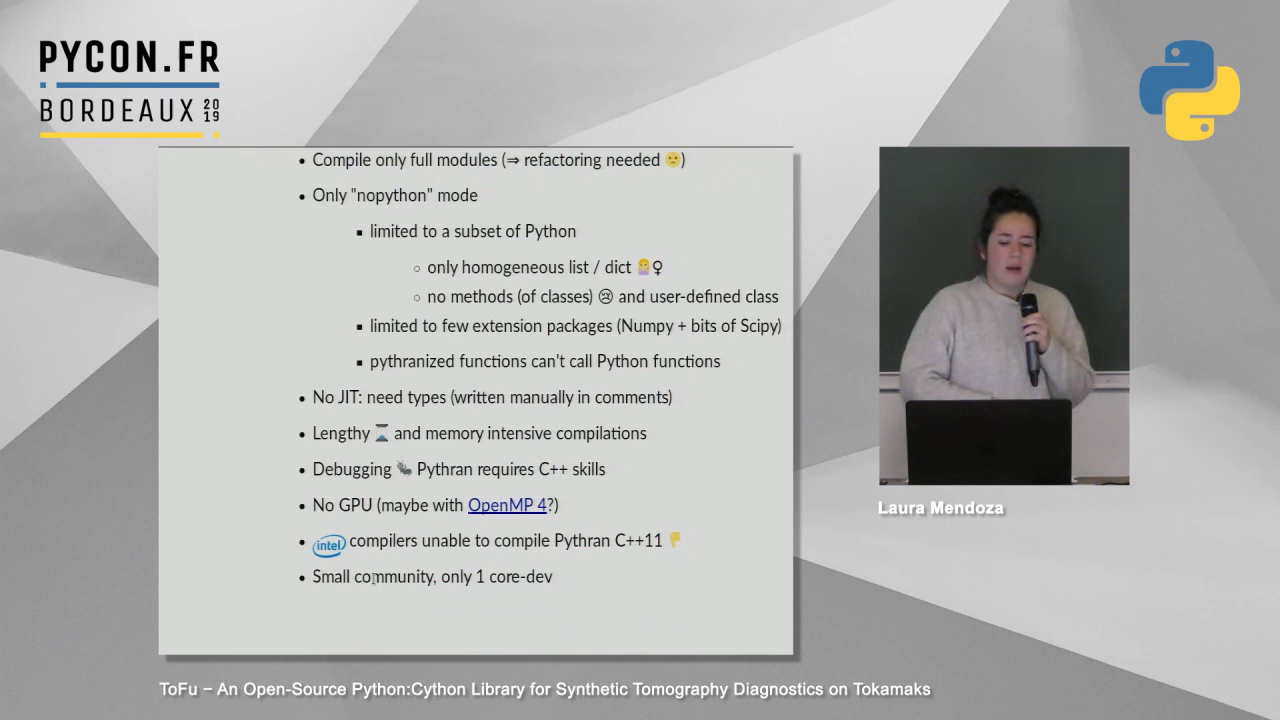 PYCON.FR
BORDEAUX 2019
• Compile only full modules (⇒ refactoring needed 😕)
• Only "nopython" mode
▪ limited to a subset of Python
○ only homogeneous list / dict 🤷‍♀
○ no methods (of classes) 😢 and user-defined class
▪ limited to few extension packages (Numpy + bits of Scipy)
▪ pythranized functions can't call Python functions
• No JIT: need types (written manually in comments)
• Lengthy ⌛ and memory intensive compilations
• Debugging 🐜 Pythran requires C++ skills
• No GPU (maybe with OpenMP 4?)
• intel compilers unable to compile Pythran C++11 👎
• Small community, only 1 core-dev
Laura Mendoza
ToFu – An Open-Source Python:Cython Library for Synthetic Tomography Diagnostics on Tokamaks